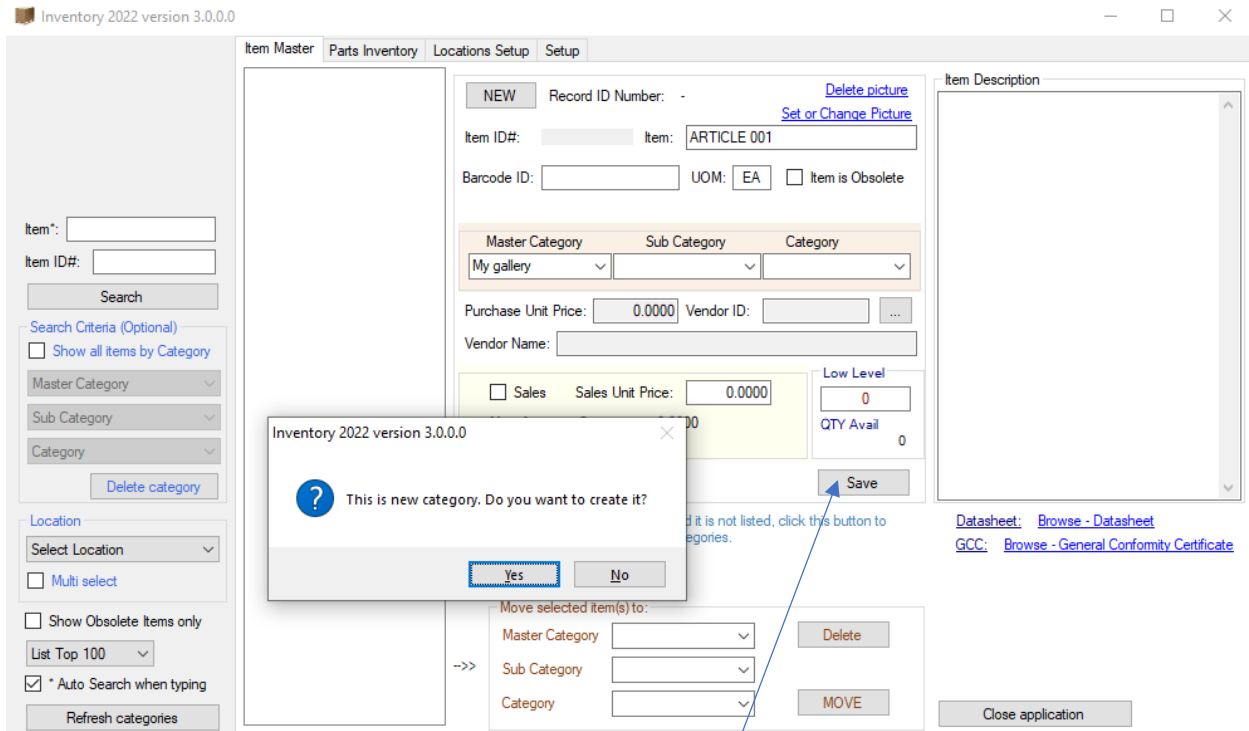 Inventory 2022 version 3.0.0.0
Item Master Parts Inventory Locations Setup Setup
Item*:
Item ID#:
Search
Search Criteria (Optional)
Show all items by Category
Master Category
Sub Category
Category
Delete category
Location
Select Location
Multi select
Show Obsolete Items only
List Top 100
* Auto Search when typing
Refresh categories
NEW Record ID Number: - Delete picture
Set or Change Picture
Item ID#: Item: ARTICLE 001
Barcode ID: UOM: EA Item is Obsolete
Master Category Sub Category Category
My gallery
Purchase Unit Price: 0.0000 Vendor ID: ...
Vendor Name:
Sales Sales Unit Price: 0.0000
Low Level
0
QTY Avail
0
Save
Inventory 2022 version 3.0.0.0
This is new category. Do you want to create it?
Yes No
it is not listed, click this button to
Move selected item(s) to:
Master Category Delete
-->> Sub Category
Category MOVE
Item Description
Datasheet: Browse - Datasheet
GCC: Browse - General Conformity Certificate
Close application